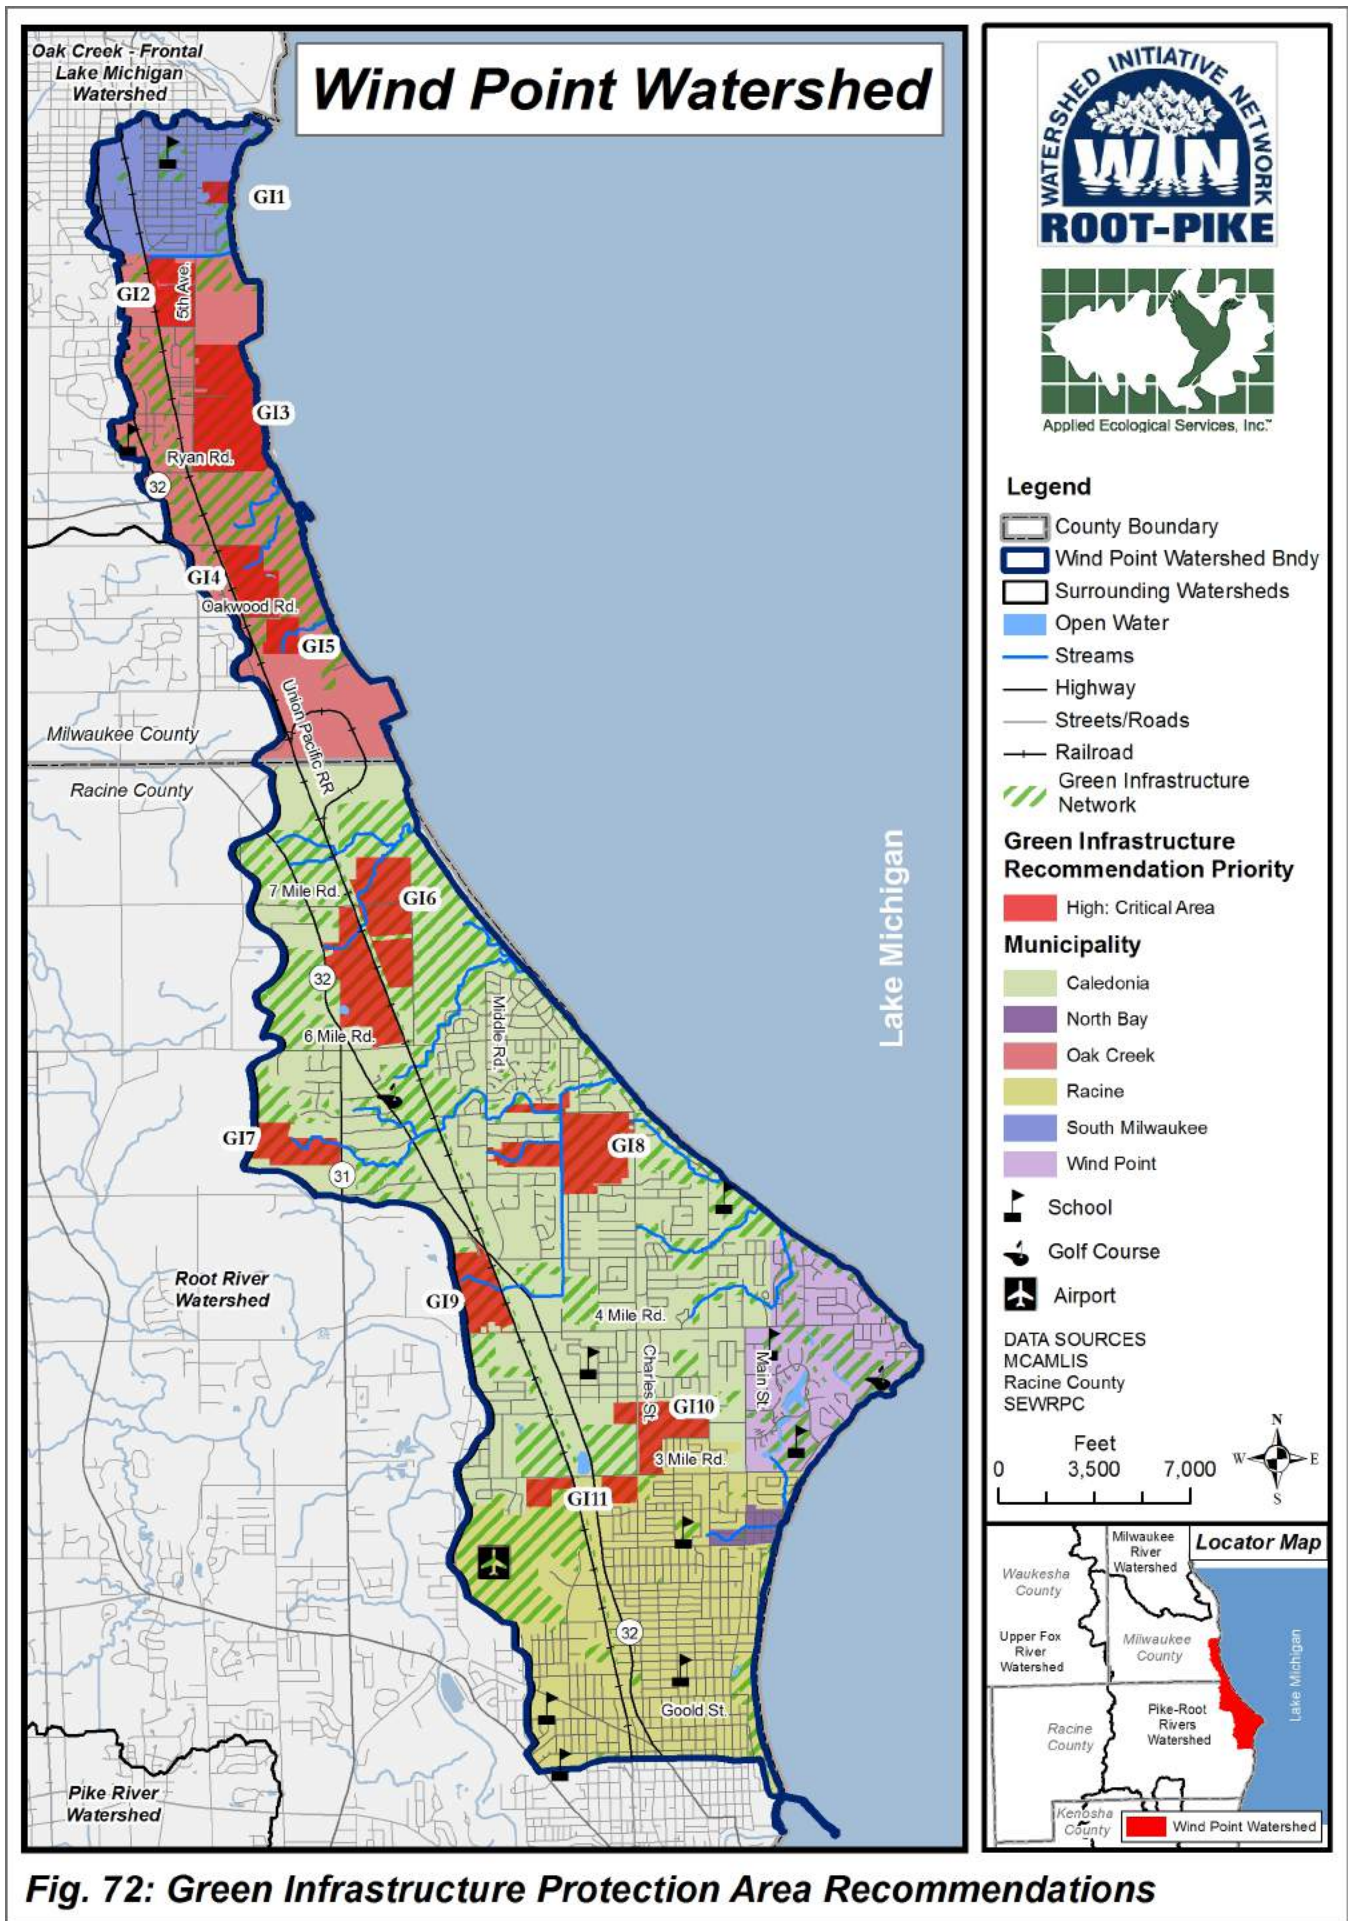 Oak Creek - Frontal
Lake Michigan
Watershed
Wind Point Watershed
GI1
GI2
5th Ave.
GI3
Ryan Rd.
32
GI4
Oakwood Rd.
GI5
Union Pacific RR
Milwaukee County
Racine County
7 Mile Rd.
GI6
Lake Michigan
32
Middle Rd.
6 Mile Rd.
GI7
GI8
31
Root River
Watershed
GI9
4 Mile Rd.
Charles St.
Main St.
GI10
3 Mile Rd.
GI11
32
Goold St.
Pike River
Watershed
WATERSHED INITIATIVE NETWORK
WIN
ROOT-PIKE
Applied Ecological Services, Inc.™
Legend
County Boundary
Wind Point Watershed Bndy
Surrounding Watersheds
Open Water
Streams
Highway
Streets/Roads
Railroad
Green Infrastructure
Network
Green Infrastructure
Recommendation Priority
High: Critical Area
Municipality
Caledonia
North Bay
Oak Creek
Racine
South Milwaukee
Wind Point
School
Golf Course
Airport
DATA SOURCES
MCAMLIS
Racine County
SEWRPC
Feet
0 3,500 7,000
N
W E
S
Locator Map
Milwaukee
River
Watershed
Waukesha
County
Upper Fox
River
Watershed
Milwaukee
County
Lake Michigan
Pike-Root
Rivers
Watershed
Racine
County
Kenosha
County
Wind Point Watershed
Fig. 72: Green Infrastructure Protection Area Recommendations